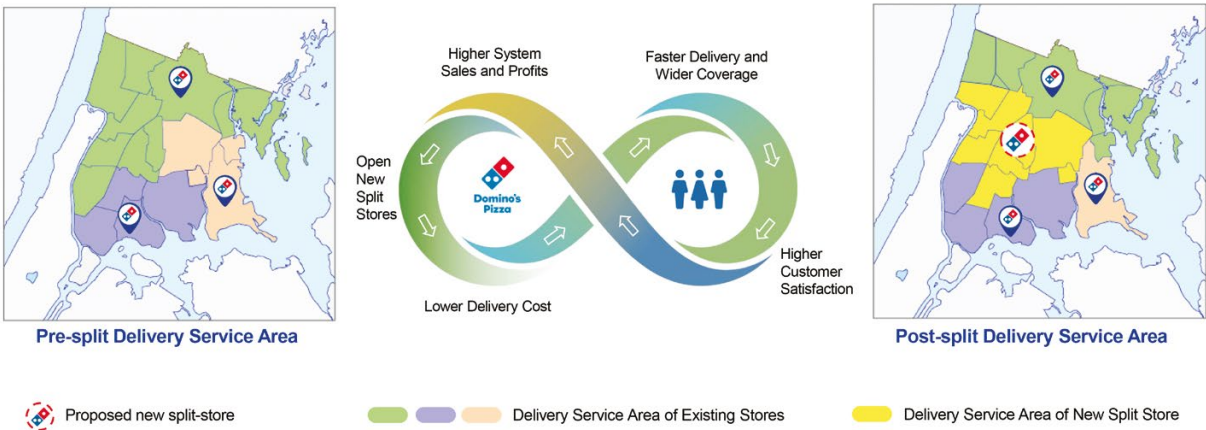 Higher System
Sales and Profits
Faster Delivery and
Wider Coverage
Open
New
Split
Stores
Domino's
Pizza
Higher
Customer
Satisfaction
Lower Delivery Cost
Pre-split Delivery Service Area
Post-split Delivery Service Area
Proposed new split-store
Delivery Service Area of Existing Stores
Delivery Service Area of New Split Store